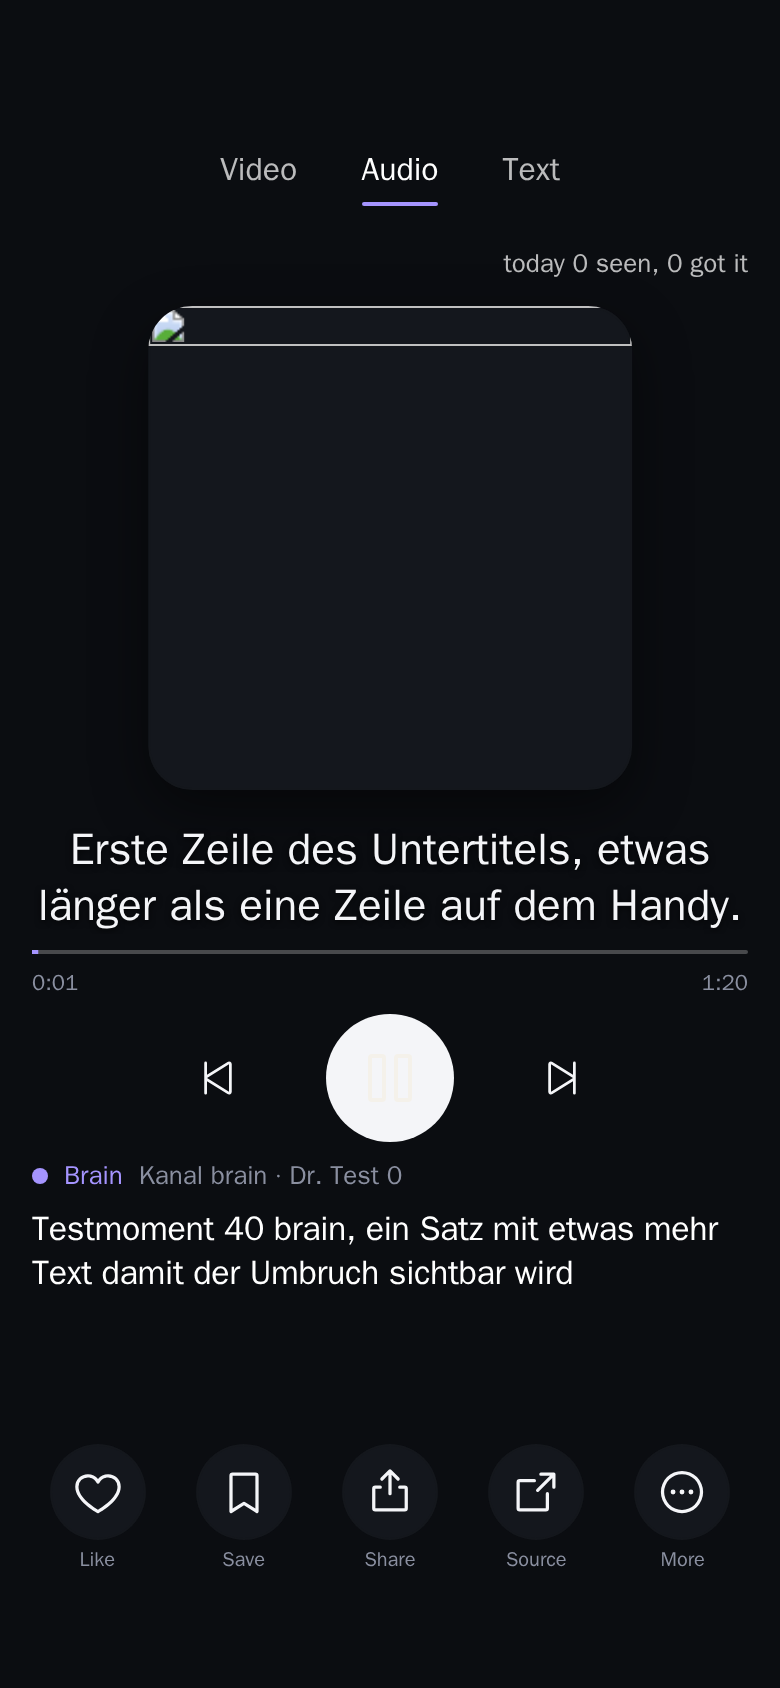 Video Audio Text
today 0 seen, 0 got it
Erste Zeile des Untertitels, etwas
länger als eine Zeile auf dem Handy.
0:01 1:20
Brain Kanal brain · Dr. Test 0
Testmoment 40 brain, ein Satz mit etwas mehr
Text damit der Umbruch sichtbar wird
Like Save Share Source More